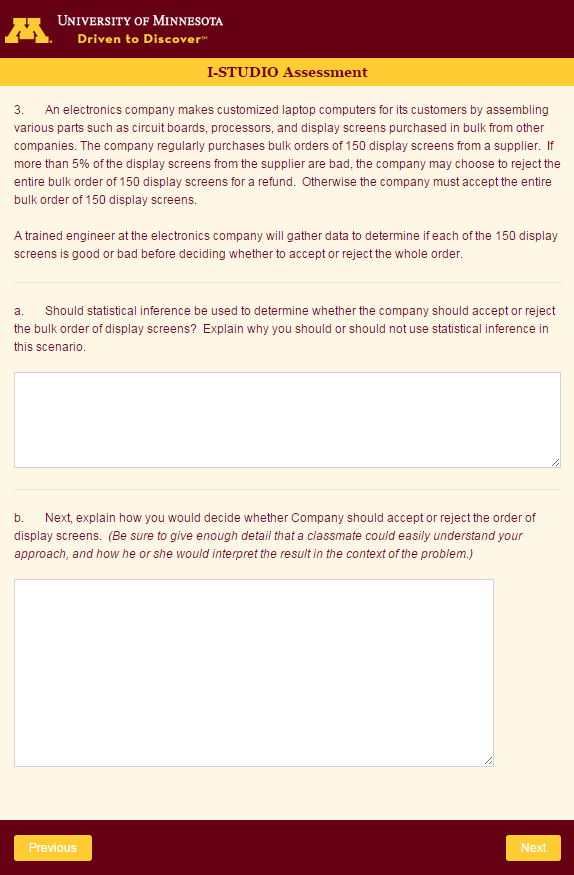 UNIVERSITY OF MINNESOTA
Driven to Discover℠
I-STUDIO Assessment
3. An electronics company makes customized laptop computers for its customers by assembling
various parts such as circuit boards, processors, and display screens purchased in bulk from other
companies. The company regularly purchases bulk orders of 150 display screens from a supplier. If
more than 5% of the display screens from the supplier are bad, the company may choose to reject the
entire bulk order of 150 display screens for a refund. Otherwise the company must accept the entire
bulk order of 150 display screens.
A trained engineer at the electronics company will gather data to determine if each of the 150 display
screens is good or bad before deciding whether to accept or reject the whole order.
a. Should statistical inference be used to determine whether the company should accept or reject
the bulk order of display screens? Explain why you should or should not use statistical inference in
this scenario.
b. Next, explain how you would decide whether Company should accept or reject the order of
display screens. (Be sure to give enough detail that a classmate could easily understand your
approach, and how he or she would interpret the result in the context of the problem.)
Previous
Next